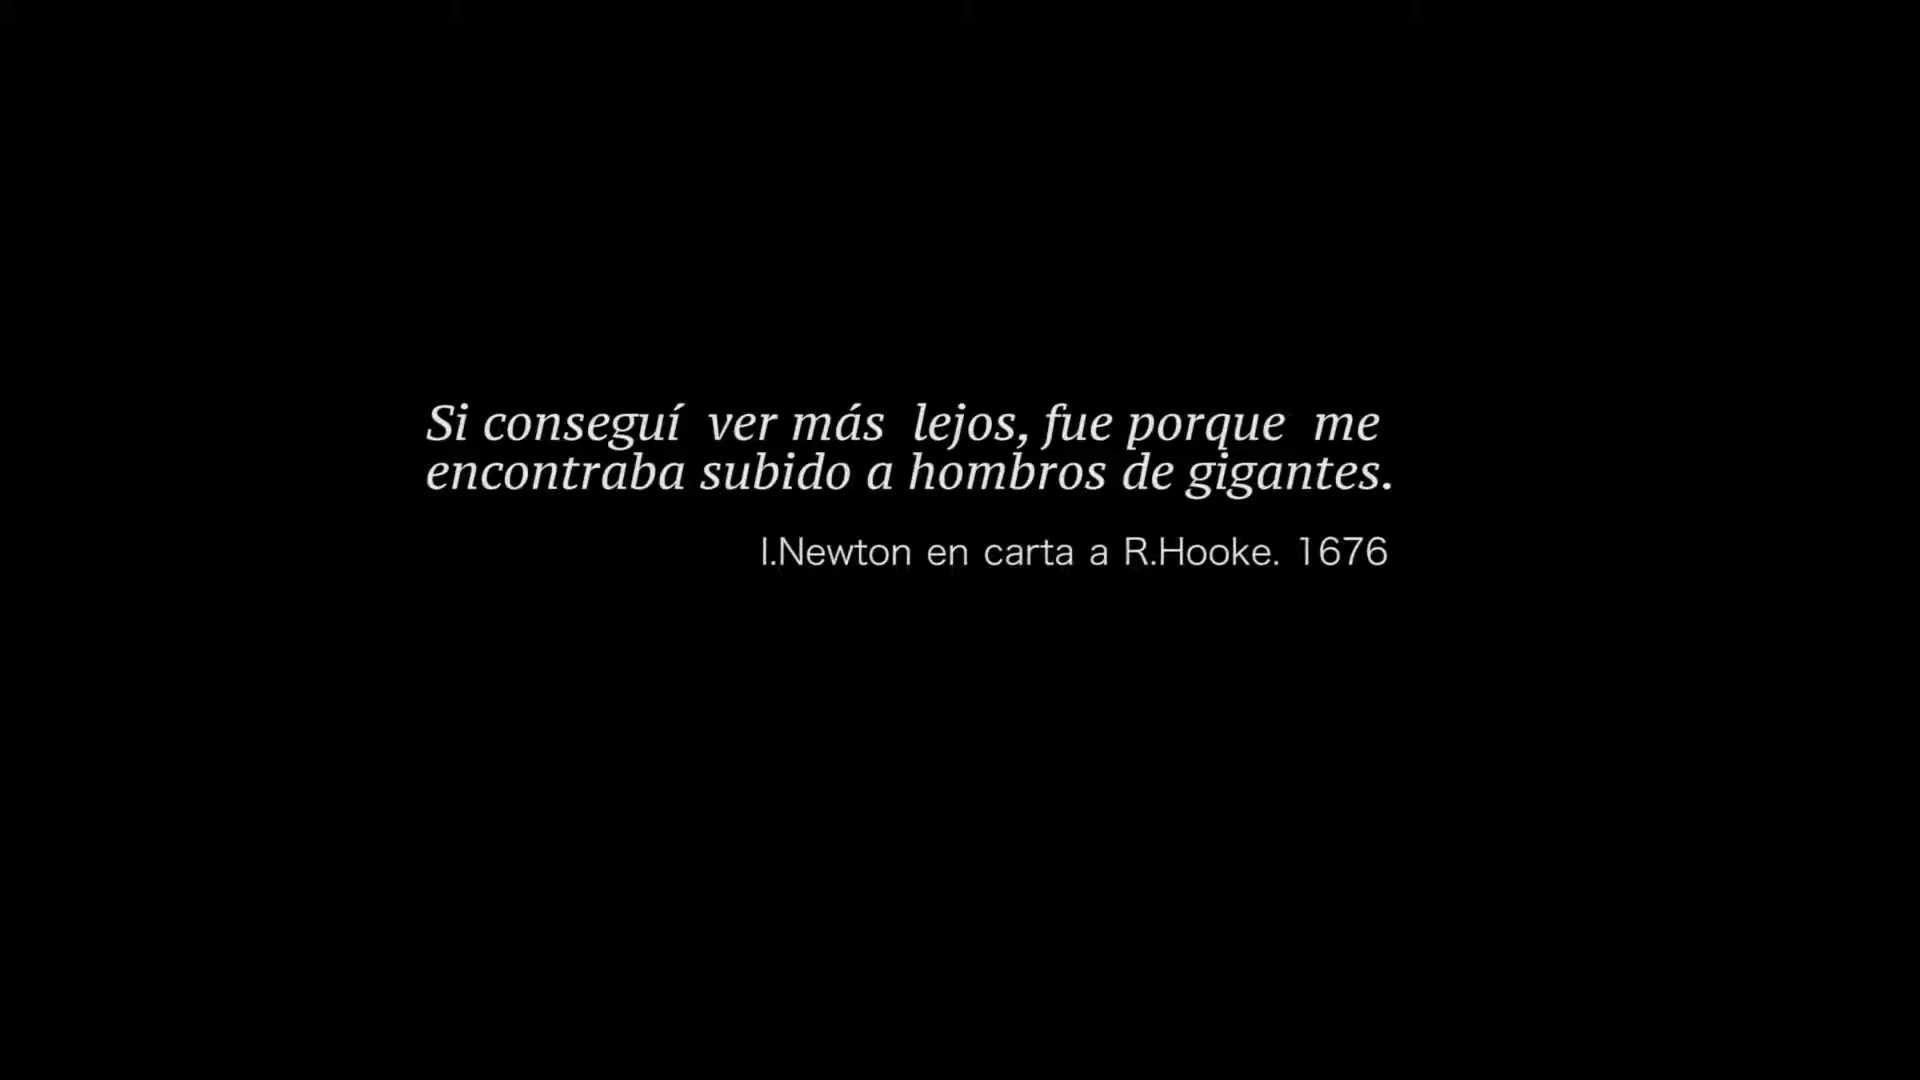 Si conseguí ver más lejos, fue porque me
encontraba subido a hombros de gigantes.
I.Newton en carta a R.Hooke. 1676